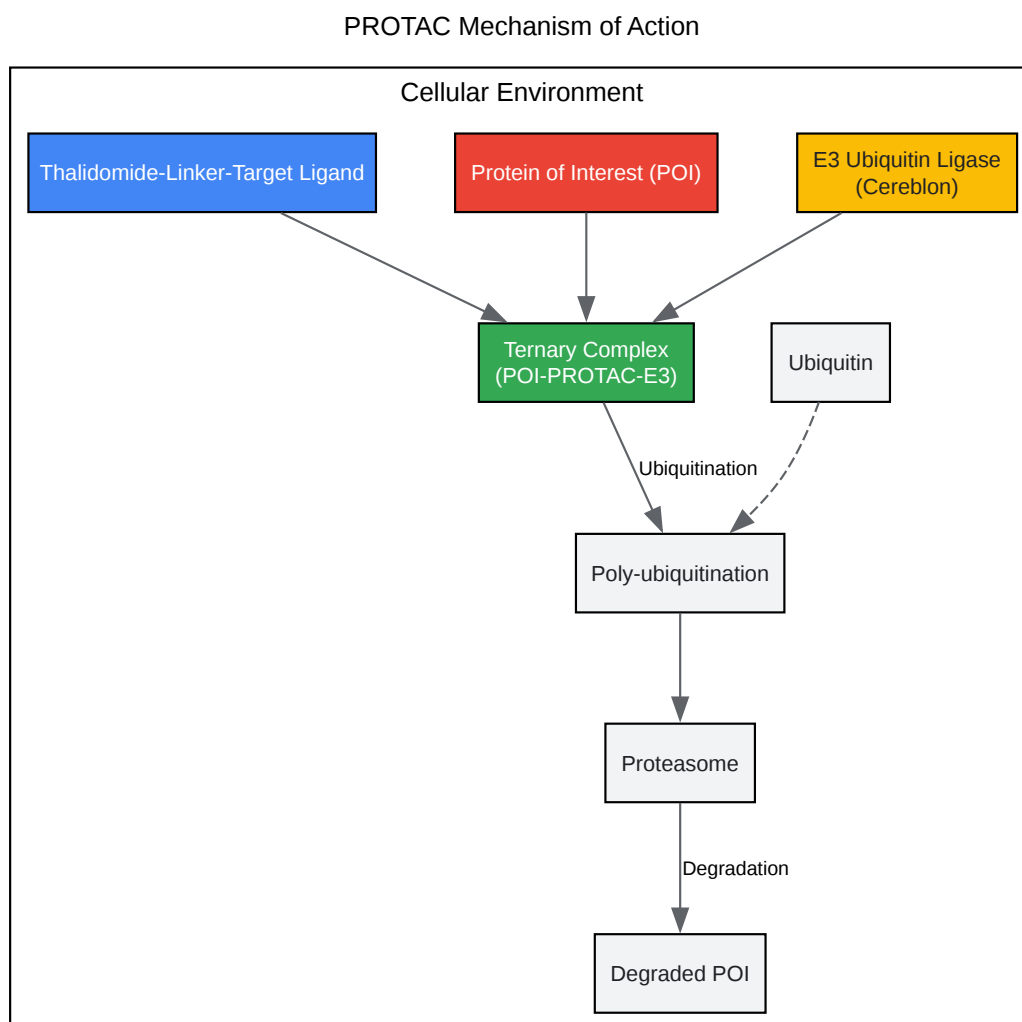 PROTAC Mechanism of Action
Cellular Environment
Thalidomide-Linker-Target Ligand
Protein of Interest (POI)
E3 Ubiquitin Ligase
(Cereblon)
Ternary Complex
(POI-PROTAC-E3)
Ubiquitin
Ubiquitination
Poly-ubiquitination
Proteasome
Degradation
Degraded POI